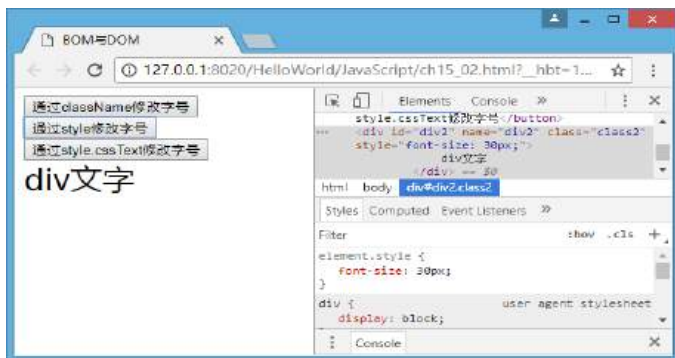 BOM与DOM
127.0.0.1:8020/HelloWorld/JavaScript/ch15_02.html?__hbt=1...
通过className修改字号
通过style修改字号
通过style.cssText修改字号
div文字
Elements Console »
style.cssText修改字号</button>
<div id="div2" name="div2" class="class2"
style="font-size: 30px;">
div文字
</div> == $0
html body div#div2.class2
Styles Computed Event Listeners »
Filter :hov .cls +
element.style {
font-size: 30px;
}
div { user agent stylesheet
display: block;
Console